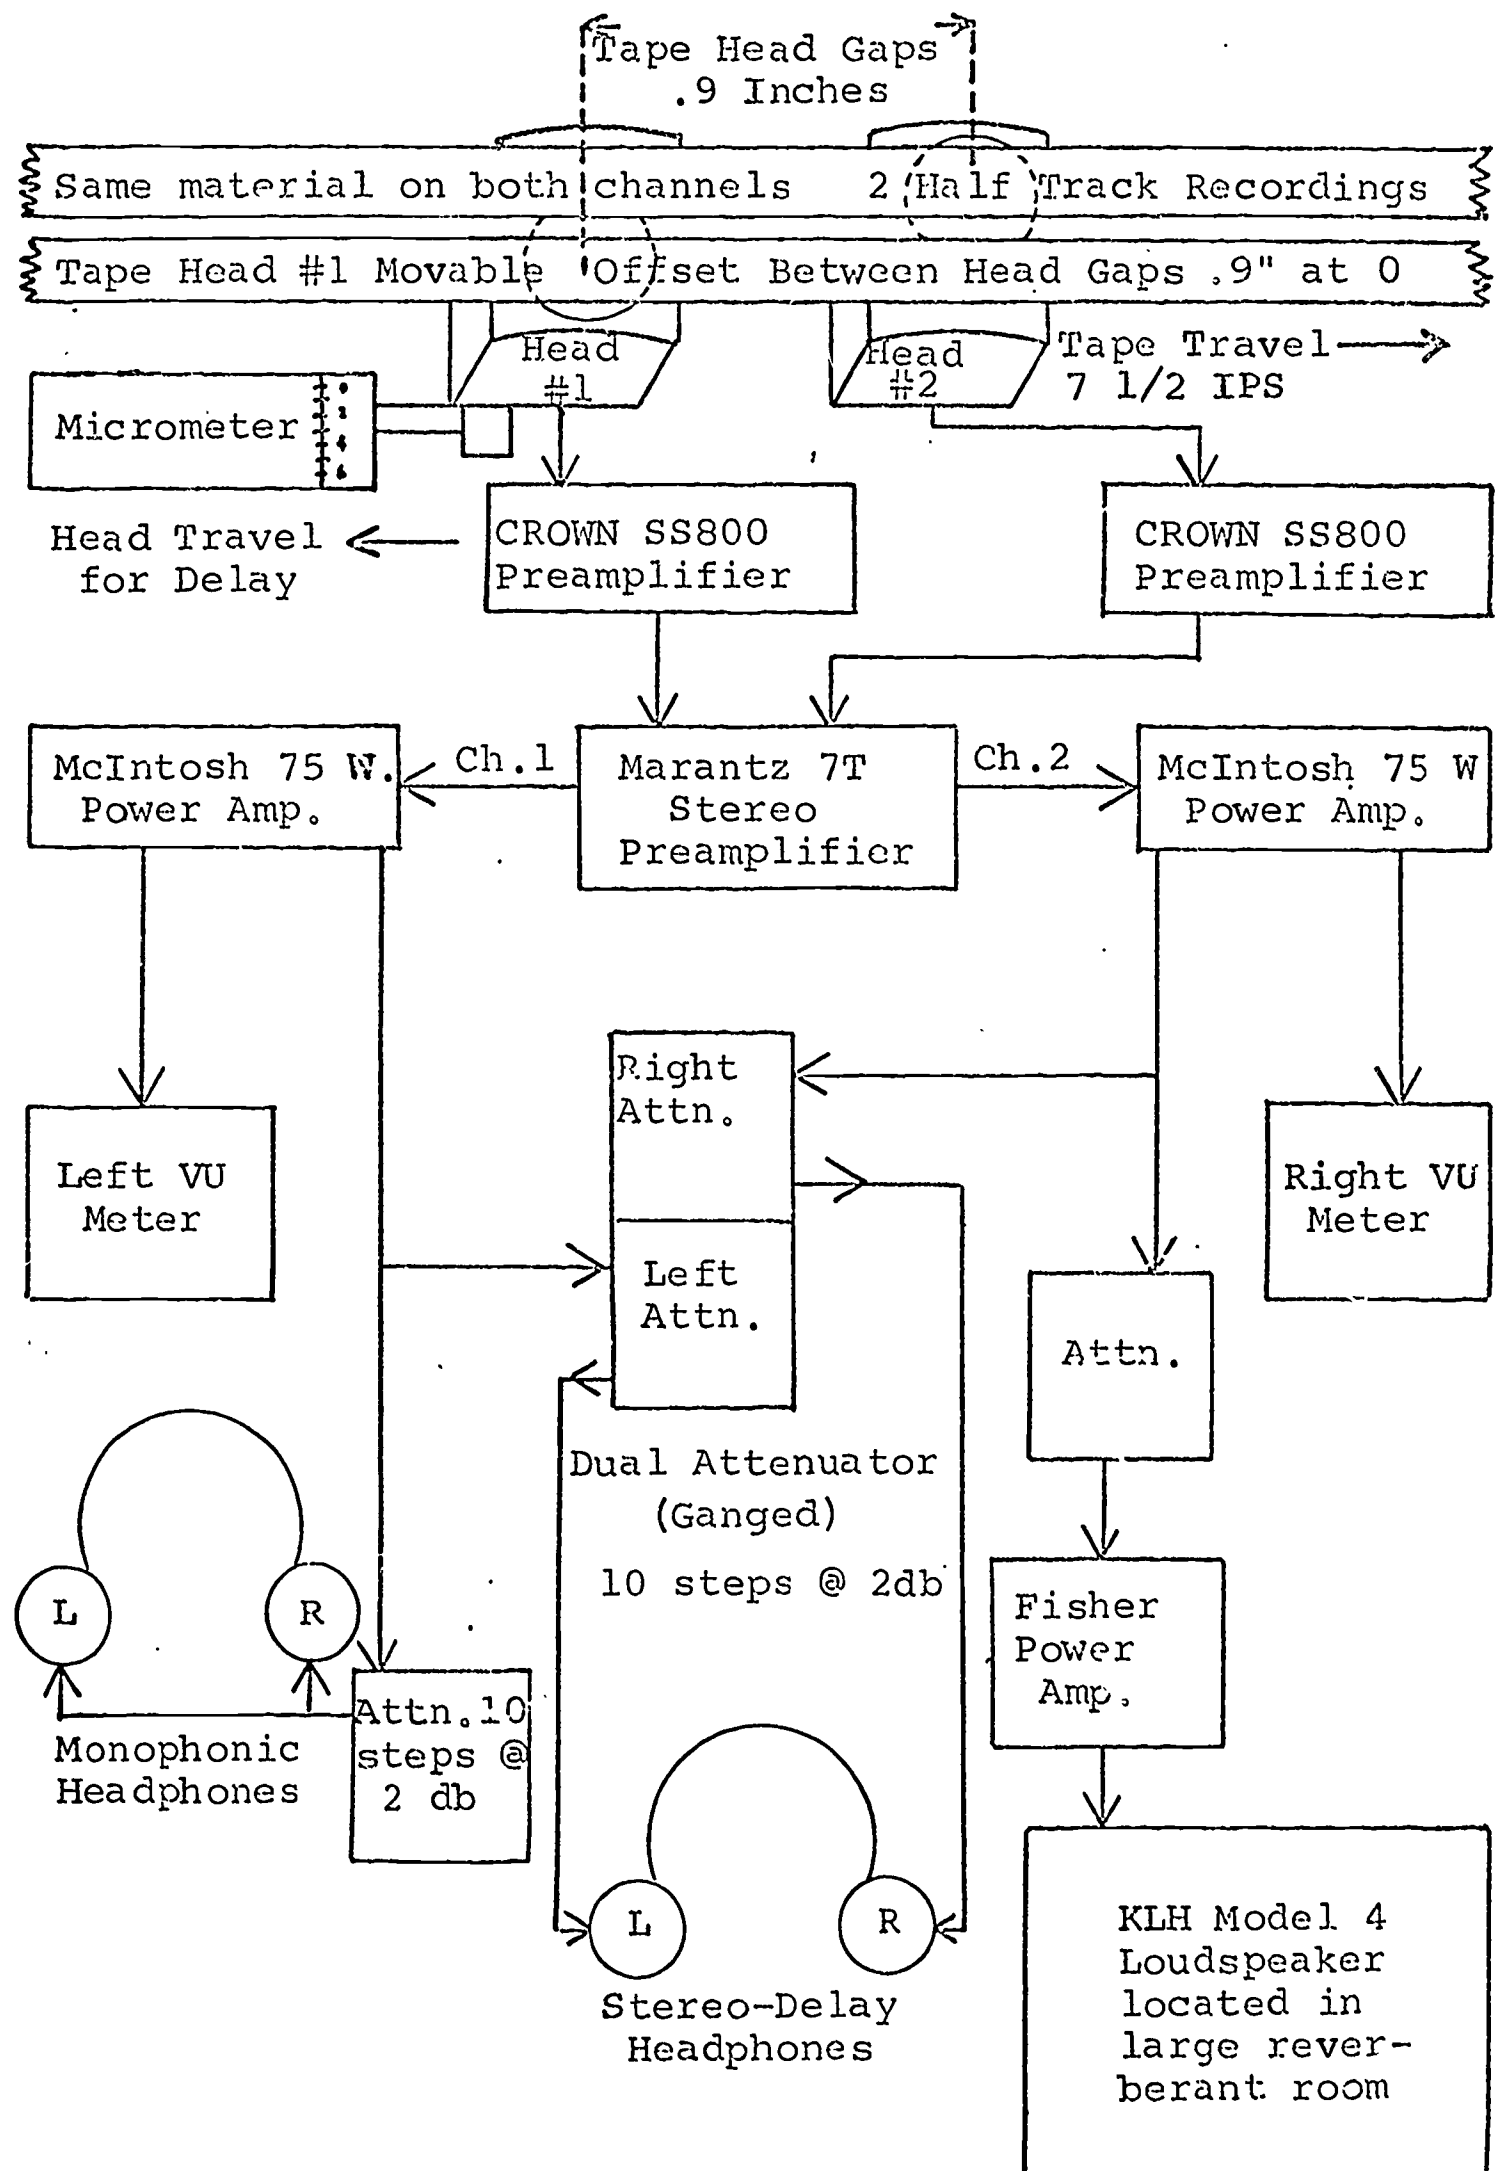 Tape Head Gaps
.9 Inches
Same material on both channels 2 Half Track Recordings
Tape Head #1 Movable Offset Between Head Gaps .9" at 0
Head
#1
Head
#2
Tape Travel
7 1/2 IPS
Micrometer
Head Travel
for Delay
CROWN SS800
Preamplifier
CROWN SS800
Preamplifier
McIntosh 75 W.
Power Amp.
Ch.1
Marantz 7T
Stereo
Preamplifier
Ch.2
McIntosh 75 W
Power Amp.
Right
Attn.
Left VU
Meter
Right VU
Meter
Left
Attn.
Attn.
Dual Attenuator
(Ganged)
10 steps @ 2db
L
R
Fisher
Power
Amp.
Attn.10
steps @
2 db
Monophonic
Headphones
L
R
Stereo-Delay
Headphones
KLH Model 4
Loudspeaker
located in
large rever-
berant room